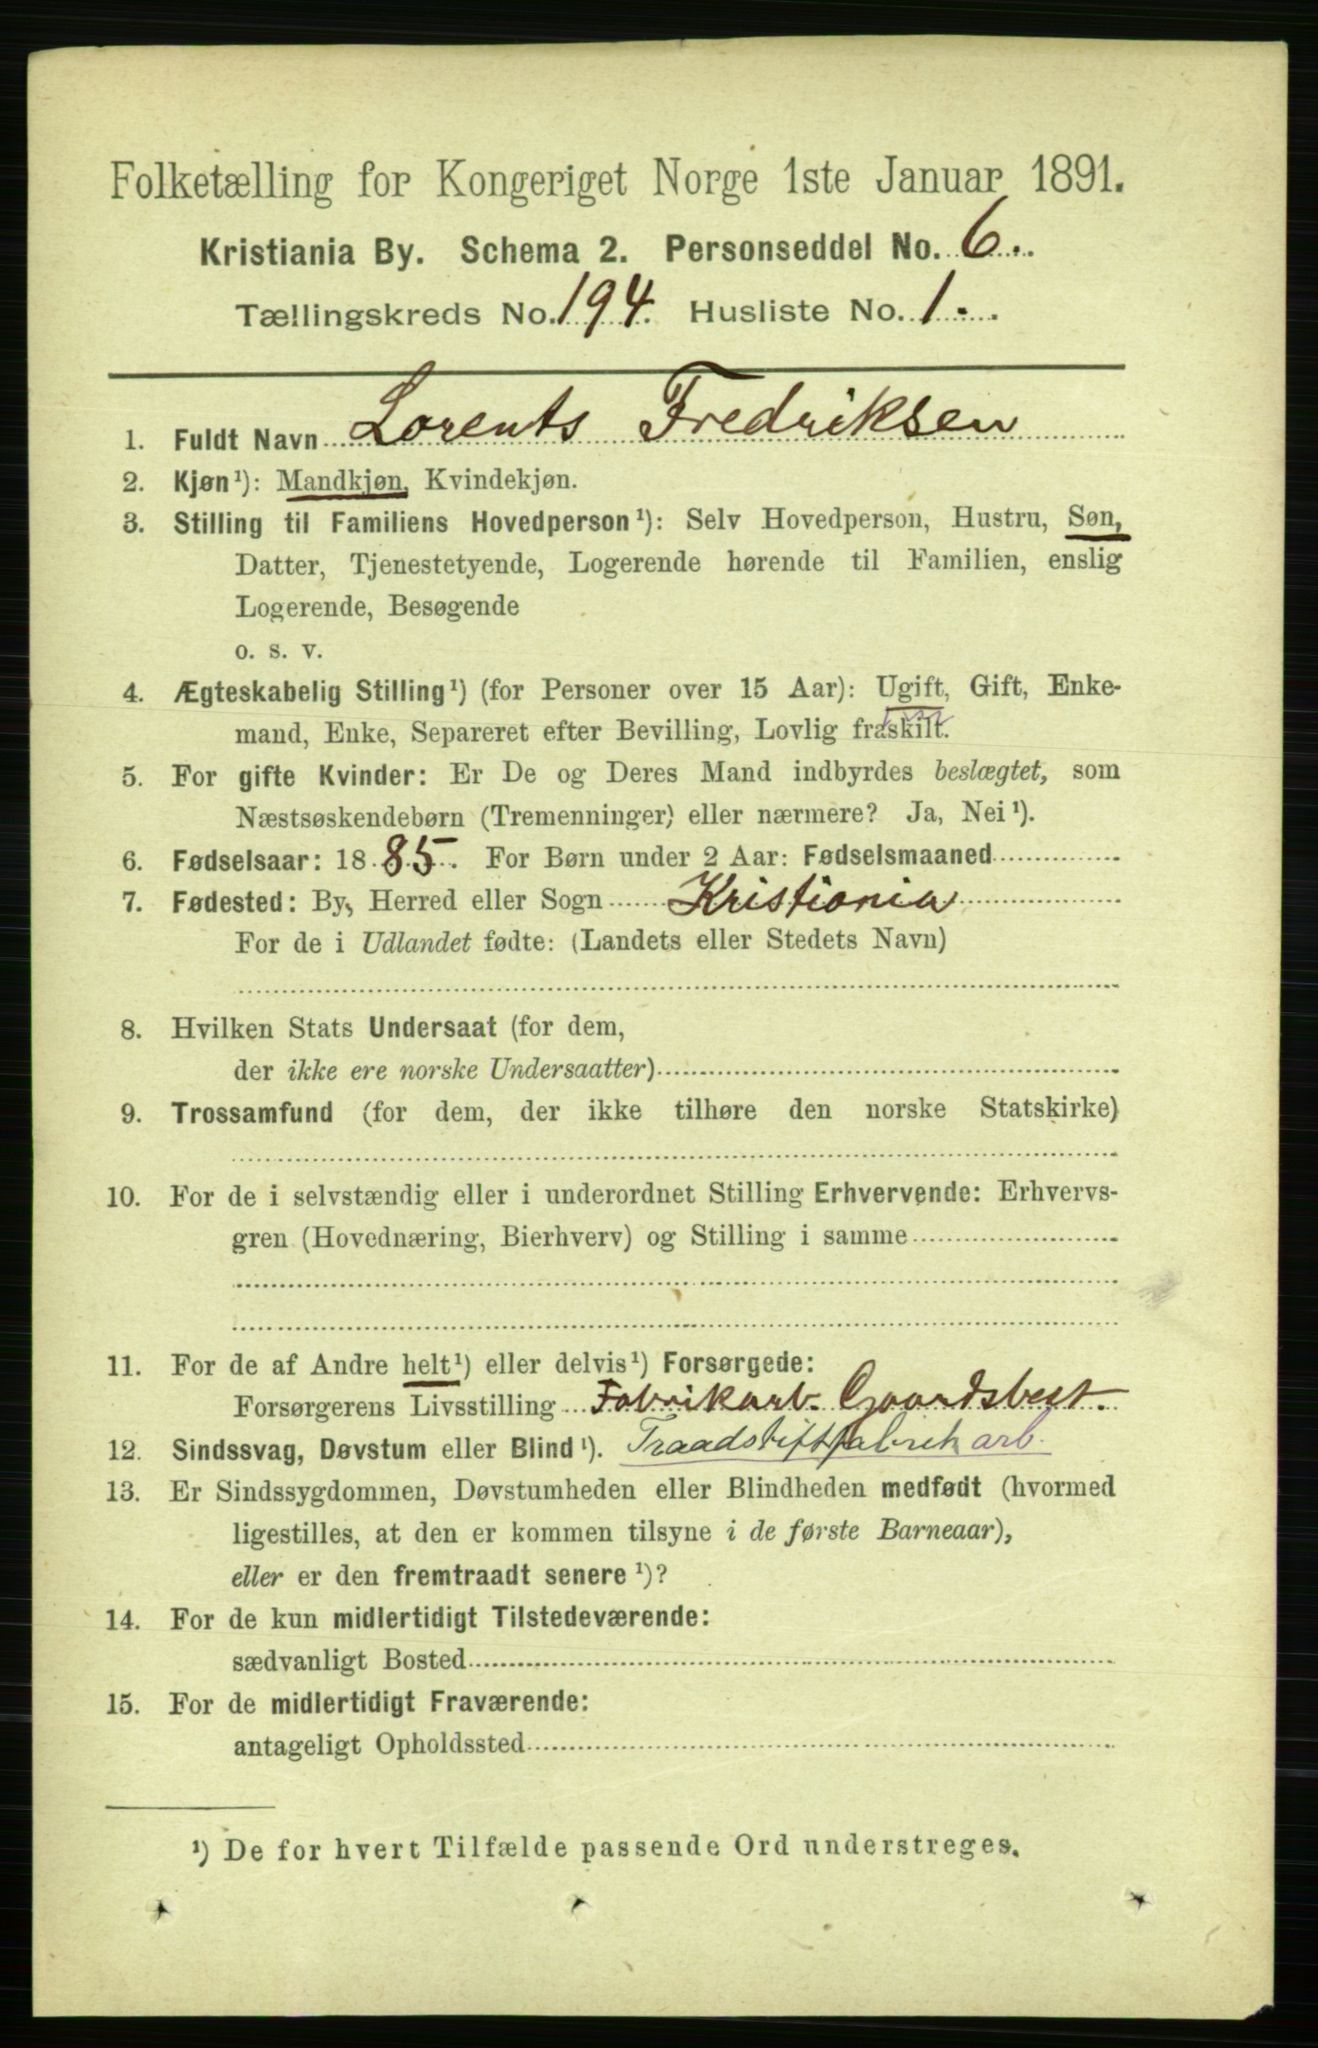 Folketælling for Kongeriget Norge 1ste Januar 1891.
Kristiania By. Schema 2. Personseddel No. 6.
Tællingskreds No. 194. Husliste No. 1.
1. Fuldt Navn Lorents Fredriksen
2. Kjøn¹): Mandkjøn, Kvindekjøn.
3. Stilling til Familiens Hovedperson¹): Selv Hovedperson, Hustru, Søn,
Datter, Tjenestetyende, Logerende hørende til Familien, enslig
Logerende, Besøgende
o. s. v.
4. Ægteskabelig Stilling¹) (for Personer over 15 Aar): Ugift, Gift, Enke-
mand, Enke, Separeret efter Bevilling, Lovlig fraskilt.
5. For gifte Kvinder: Er De og Deres Mand indbyrdes beslægtet, som
Næstsøskendebørn (Tremenninger) eller nærmere? Ja, Nei¹).
6. Fødselsaar: 1885. For Børn under 2 Aar: Fødselsmaaned
7. Fødested: By, Herred eller Sogn Kristiania
For de i Udlandet fødte: (Landets eller Stedets Navn)
8. Hvilken Stats Undersaat (for dem,
der ikke ere norske Undersaatter)
9. Trossamfund (for dem, der ikke tilhøre den norske Statskirke)
10. For de i selvstændig eller i underordnet Stilling Erhvervende: Erhvervs-
gren (Hovednæring, Bierhverv) og Stilling i samme
11. For de af Andre helt¹) eller delvis¹) Forsørgede:
Forsørgerens Livsstilling Fabrikarb. Gaardsbest.
12. Sindssvag, Døvstum eller Blind¹). Traadstiftfabrik arb.
13. Er Sindssygdommen, Døvstumheden eller Blindheden medfødt (hvormed
ligestilles, at den er kommen tilsyne i de første Barneaar),
eller er den fremtraadt senere¹)?
14. For de kun midlertidigt Tilstedeværende:
sædvanligt Bosted
15. For de midlertidigt Fraværende:
antageligt Opholdssted
¹) De for hvert Tilfælde passende Ord understreges.